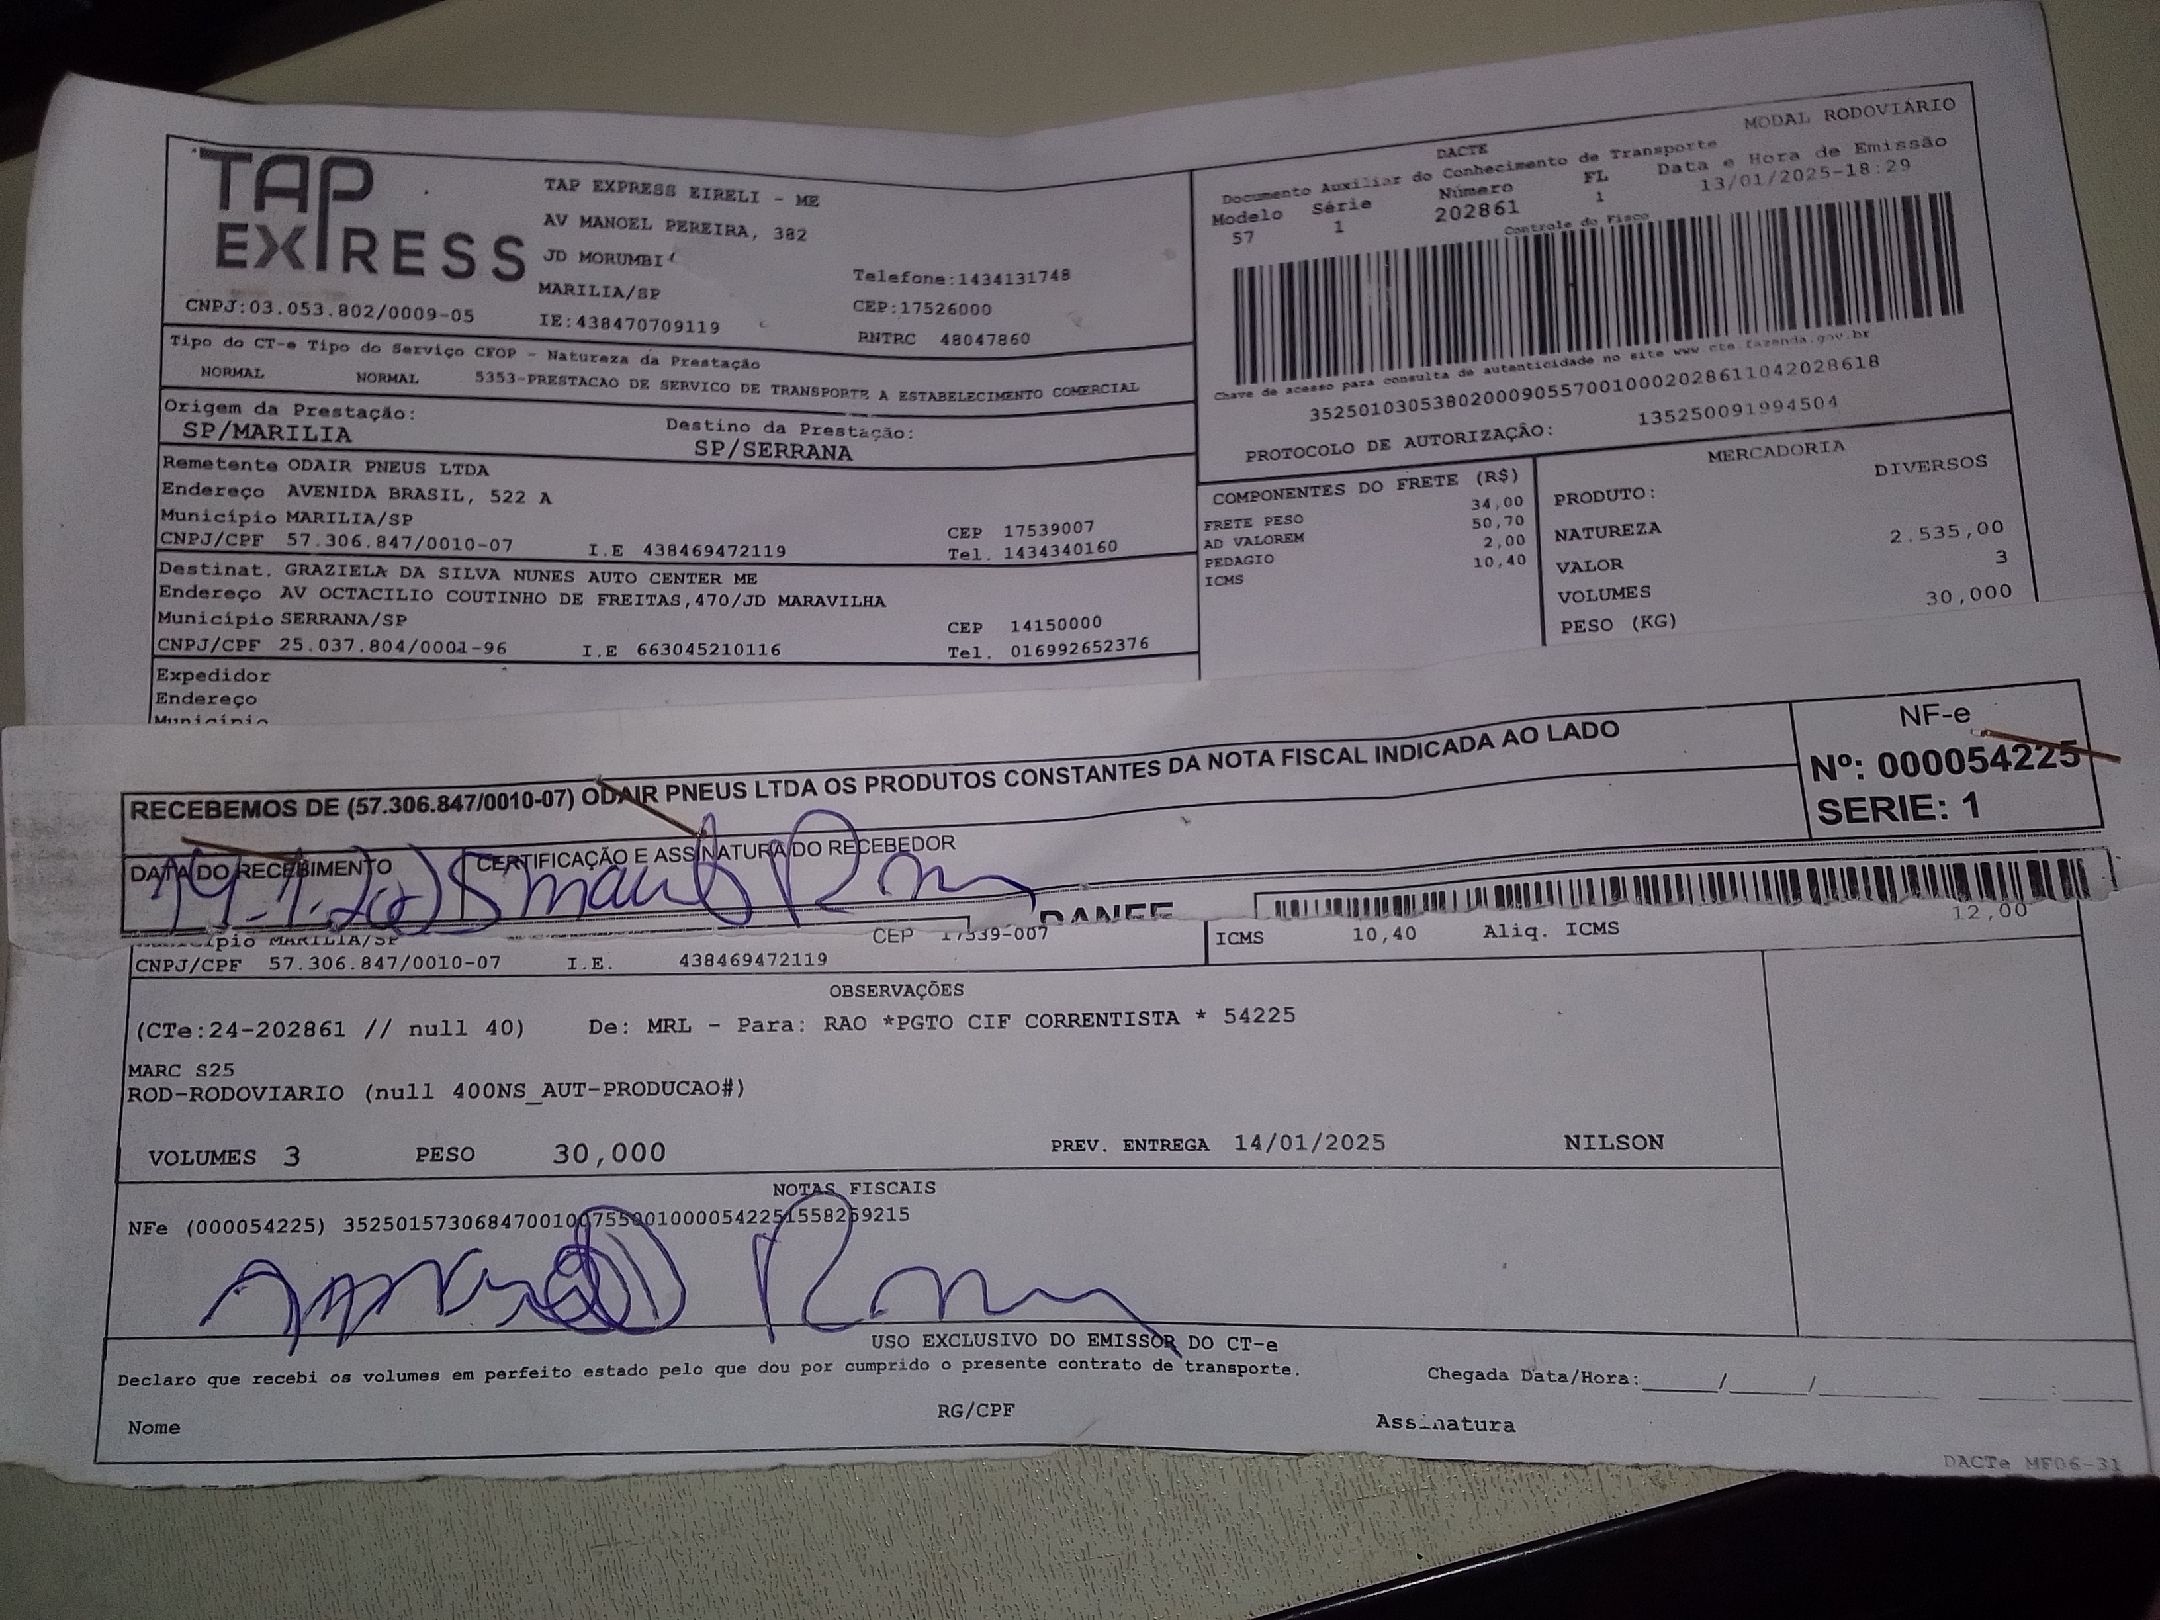 TAP
EXPRESS
TAP EXPRESS EIRELI - ME
AV MANOEL PEREIRA, 382
JD MORUMBI
MARILIA/SP
Telefone:1434131748
CEP:17526000
CNPJ:03.053.802/0009-05 IE:438470709119 RNTRC 48047860
Tipo do CT-e Tipo do Serviço CFOP - Natureza da Prestação
NORMAL NORMAL 5353-PRESTACAO DE SERVICO DE TRANSPORTE A ESTABELECIMENTO COMERCIAL
Origem da Prestação: Destino da Prestação:
SP/MARILIA SP/SERRANA
Remetente ODAIR PNEUS LTDA
Endereço AVENIDA BRASIL, 522 A
Município MARILIA/SP CEP 17539007
CNPJ/CPF 57.306.847/0010-07 I.E 438469472119 Tel. 1434340160
Destinat. GRAZIELA DA SILVA NUNES AUTO CENTER ME
Endereço AV OCTACILIO COUTINHO DE FREITAS,470/JD MARAVILHA
Município SERRANA/SP CEP 14150000
CNPJ/CPF 25.037.804/0001-96 I.E 663045210116 Tel. 016992652376
Expedidor
Endereço
Município
DACTE MODAL RODOVIÁRIO
Documento Auxiliar do Conhecimento de Transporte
Modelo Série Número FL Data e Hora de Emissão
57 1 202861 1 13/01/2025-18:29
Controle do Fisco
Chave de acesso para consulta de autenticidade no site www.cte.fazenda.gov.br
35250103053802000905570010002028611042028618
PROTOCOLO DE AUTORIZAÇÃO: 135250091994504
COMPONENTES DO FRETE (R$)
FRETE PESO 34,00
AD VALOREM 50,70
PEDAGIO 2,00
ICMS 10,40
MERCADORIA
PRODUTO: DIVERSOS
NATUREZA
VALOR 2.535,00
VOLUMES 3
PESO (KG) 30,000
RECEBEMOS DE (57.306.847/0010-07) ODAIR PNEUS LTDA OS PRODUTOS CONSTANTES DA NOTA FISCAL INDICADA AO LADO
NF-e
Nº: 000054225
SERIE: 1
DATA DO RECEBIMENTO CERTIFICAÇÃO E ASSINATURA DO RECEBEDOR
DANFE
Município MARILIA/SP CEP 17539-007 ICMS 10,40 Aliq. ICMS 12,00
CNPJ/CPF 57.306.847/0010-07 I.E. 438469472119
OBSERVAÇÕES
(CTe:24-202861 // null 40) De: MRL - Para: RAO *PGTO CIF CORRENTISTA * 54225
MARC S25
ROD-RODOVIARIO (null 400NS_AUT-PRODUCAO#)
VOLUMES 3 PESO 30,000 PREV. ENTREGA 14/01/2025 NILSON
NOTAS FISCAIS
NFe (000054225) 35250157306847001007550010000542251558269215
USO EXCLUSIVO DO EMISSOR DO CT-e
Declaro que recebi os volumes em perfeito estado pelo que dou por cumprido o presente contrato de transporte. Chegada Data/Hora:____/____/______ ____:____
Nome RG/CPF Assinatura
DACTe MF06-31